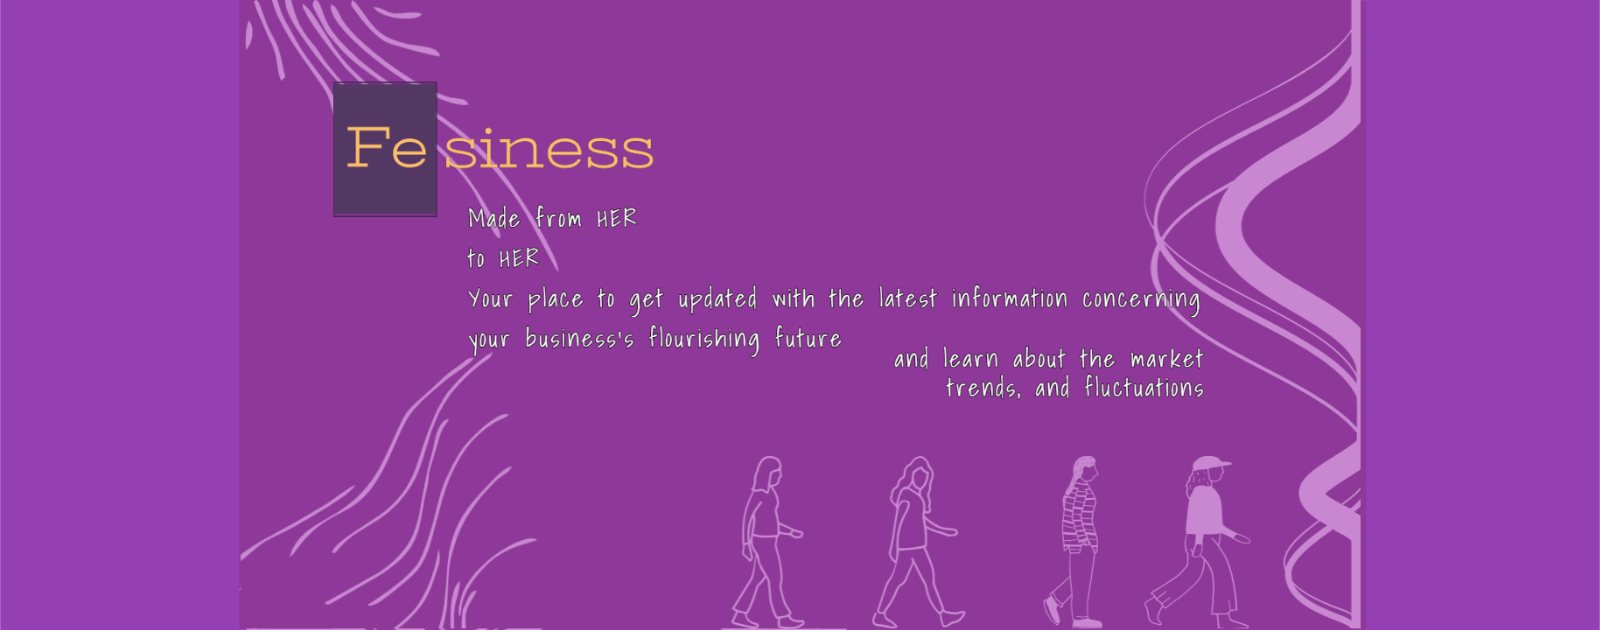 Fe siness
Made from HER
to HER
Your place to get updated with the latest information concerning
your business's flourishing future
and learn about the market
trends, and fluctuations